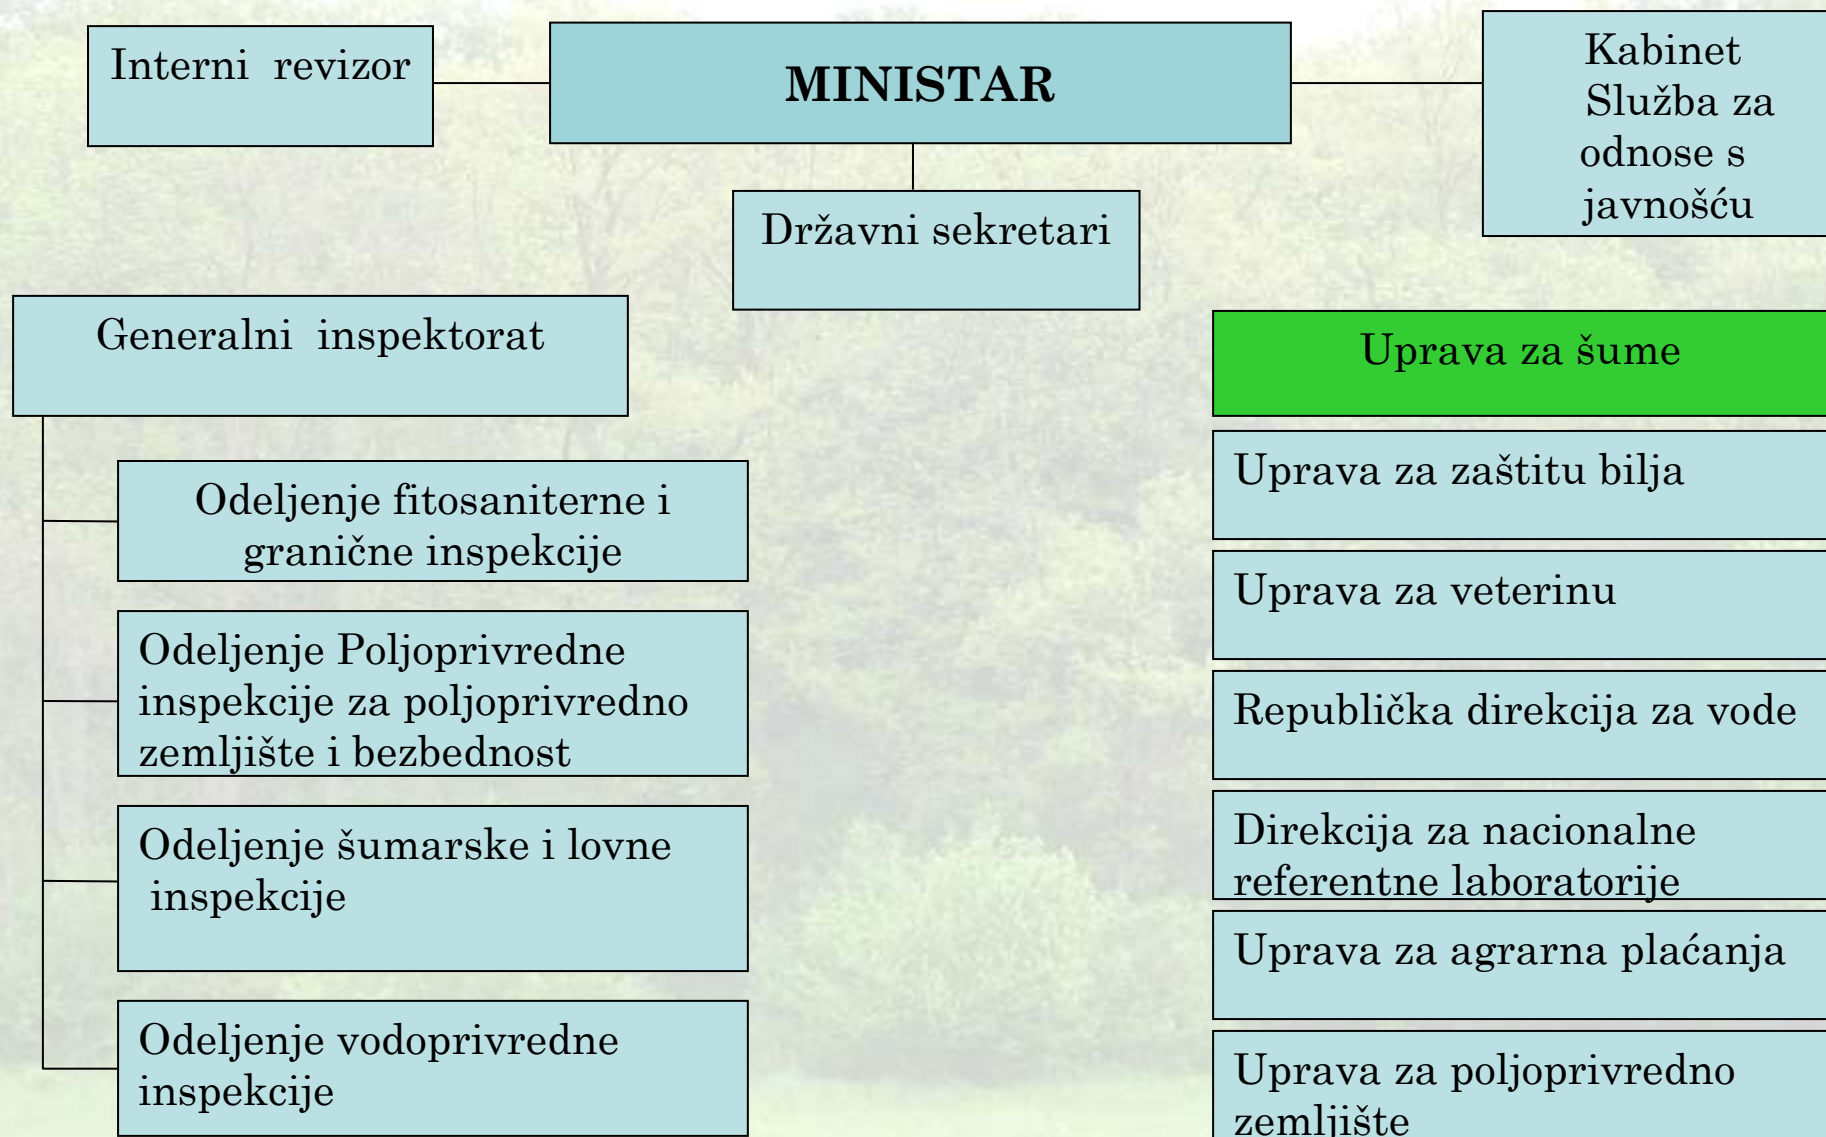 Interni revizor
MINISTAR
Kabinet
Služba za
odnose s
javnošću
Državni sekretari
Generalni inspektorat
Odeljenje fitosaniterne i
granične inspekcije
Odeljenje Poljoprivredne
inspekcije za poljoprivredno
zemljište i bezbednost
Odeljenje šumarske i lovne
inspekcije
Odeljenje vodoprivredne
inspekcije
Uprava za šume
Uprava za zaštitu bilja
Uprava za veterinu
Republička direkcija za vode
Direkcija za nacionalne
referentne laboratorije
Uprava za agrarna plaćanja
Uprava za poljoprivredno
zemljište